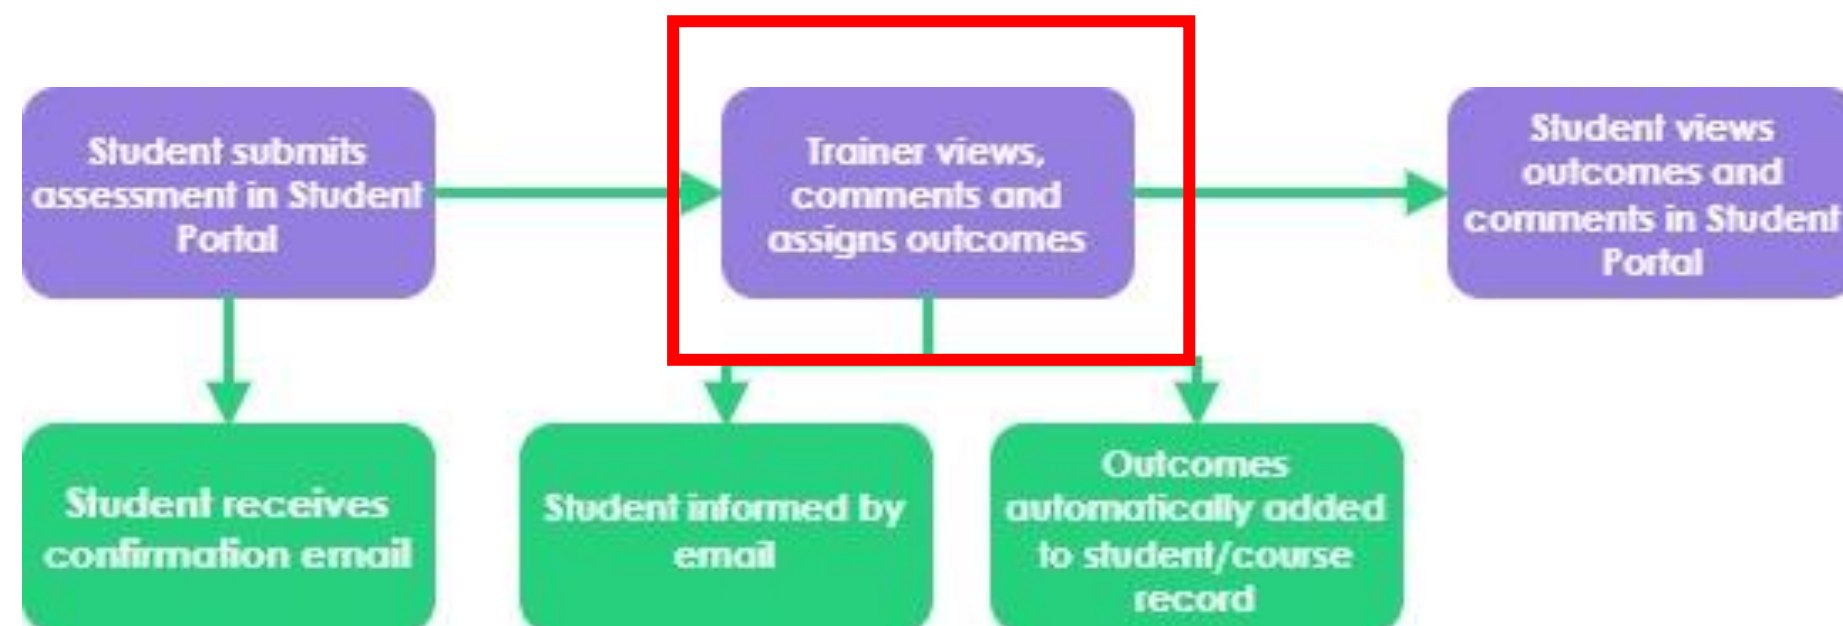 Student submits
assessment in Student
Portal
Trainer views,
comments and
assigns outcomes
Student views
outcomes and
comments in Student
Portal
Student receives
confirmation email
Student informed by
email
Outcomes
automatically added
to student/course
record